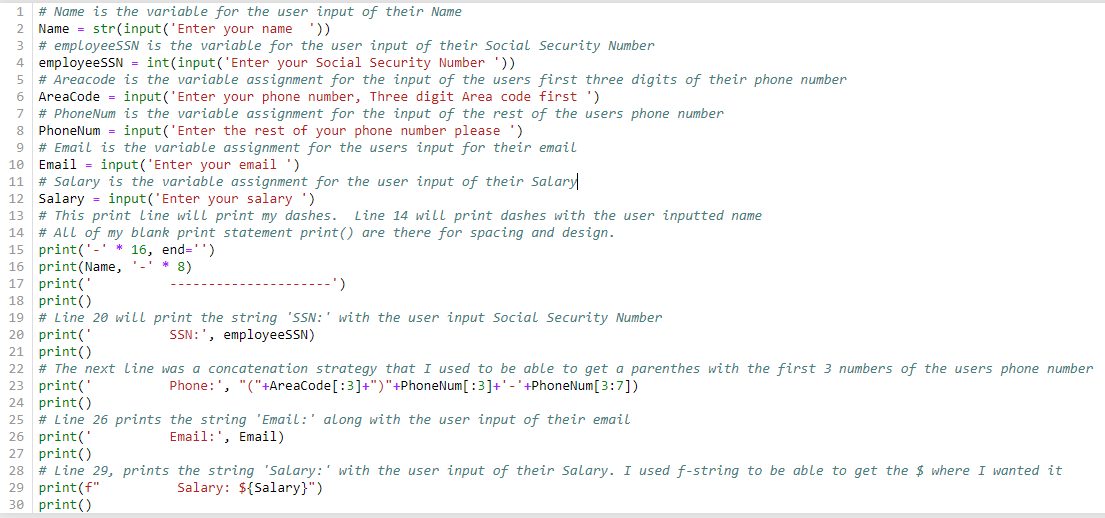 1 # Name is the variable for the user input of their Name
2 Name = str(input('Enter your name  '))
3 # employeeSSN is the variable for the user input of their Social Security Number
4 employeeSSN = int(input('Enter your Social Security Number '))
5 # Areacode is the variable assignment for the input of the users first three digits of their phone number
6 AreaCode = input('Enter your phone number, Three digit Area code first ')
7 # PhoneNum is the variable assignment for the input of the rest of the users phone number
8 PhoneNum = input('Enter the rest of your phone number please ')
9 # Email is the variable assignment for the users input for their email
10 Email = input('Enter your email ')
11 # Salary is the variable assignment for the user input of their Salary
12 Salary = input('Enter your salary ')
13 # This print line will print my dashes.  Line 14 will print dashes with the user inputted name
14 # All of my blank print statement print() are there for spacing and design.
15 print('-' * 16, end='')
16 print(Name, '-' * 8)
17 print('          ---------------------')
18 print()
19 # Line 20 will print the string 'SSN:' with the user input Social Security Number
20 print('          SSN:', employeeSSN)
21 print()
22 # The next line was a concatenation strategy that I used to be able to get a parenthes with the first 3 numbers of the users phone number
23 print('          Phone:', "("+AreaCode[:3]+")"+PhoneNum[:3]+'-'+PhoneNum[3:7])
24 print()
25 # Line 26 prints the string 'Email:' along with the user input of their email
26 print('          Email:', Email)
27 print()
28 # Line 29, prints the string 'Salary:' with the user input of their Salary. I used f-string to be able to get the $ where I wanted it
29 print(f"          Salary: ${Salary}")
30 print()